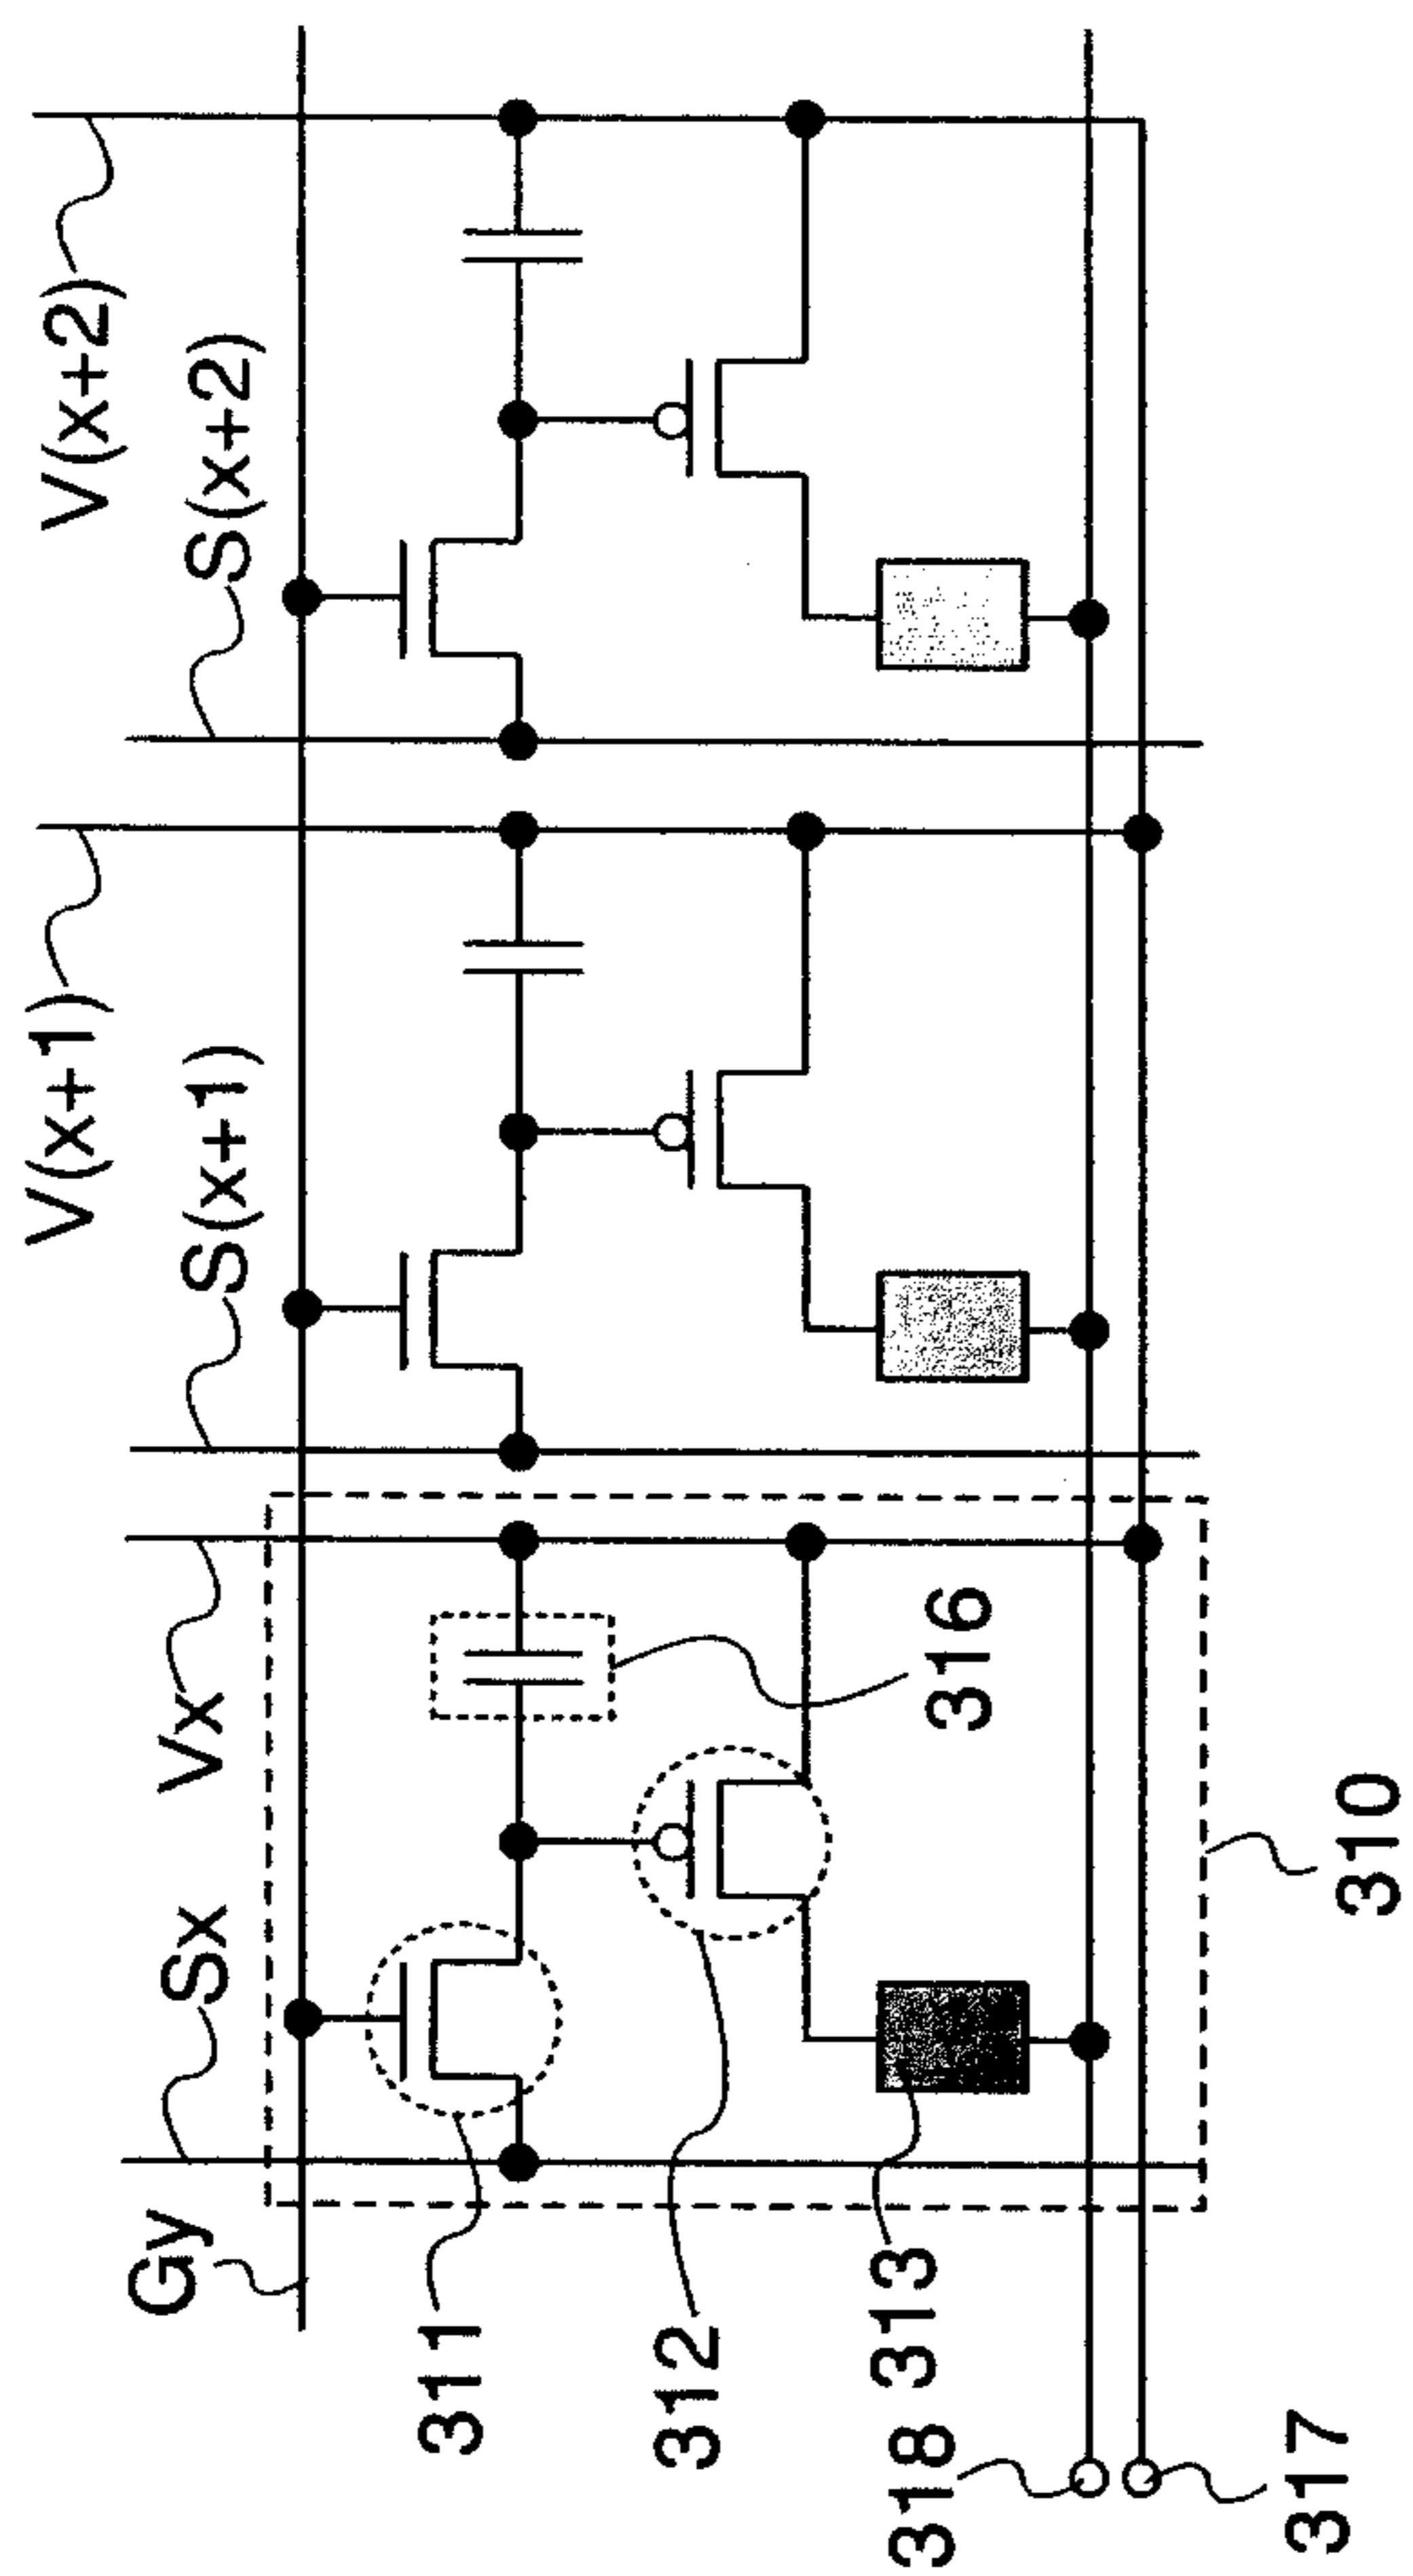 V(x+2)
S(x+2)
V(x+1)
S(x+1)
Vx
Sx
Gy
316
310
311
312
313
318
317